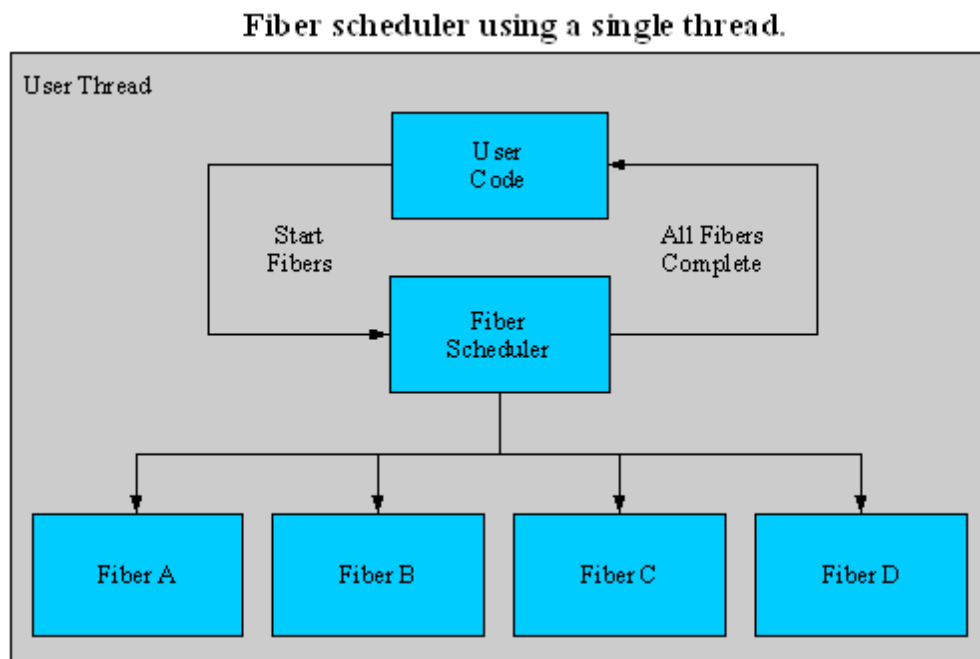 Fiber scheduler using a single thread.
User Thread
User
Code
Start
Fibers
All Fibers
Complete
Fiber
Scheduler
Fiber A
Fiber B
Fiber C
Fiber D